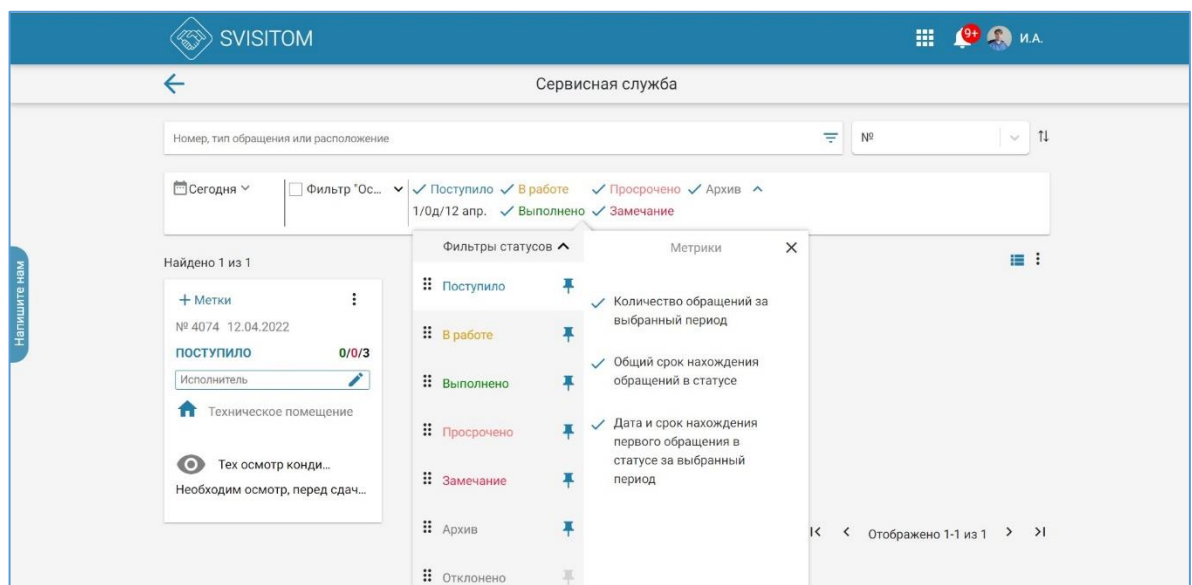 SVISITOM
9+
И.А.
Сервисная служба
Номер, тип обращения или расположение
№
Сегодня
Фильтр "Ос...
Поступило
В работе
Просрочено
Архив
1/0д/12 апр.
Выполнено
Замечание
Напишите нам
Найдено 1 из 1
+ Метки
№ 4074 12.04.2022
ПОСТУПИЛО
0/0/3
Исполнитель
Техническое помещение
Тех осмотр конди...
Необходим осмотр, перед сдач...
Фильтры статусов
Поступило
В работе
Выполнено
Просрочено
Замечание
Архив
Отклонено
Метрики
Количество обращений за
выбранный период
Общий срок нахождения
обращений в статусе
Дата и срок нахождения
первого обращения в
статусе за выбранный
период
Отображено 1-1 из 1